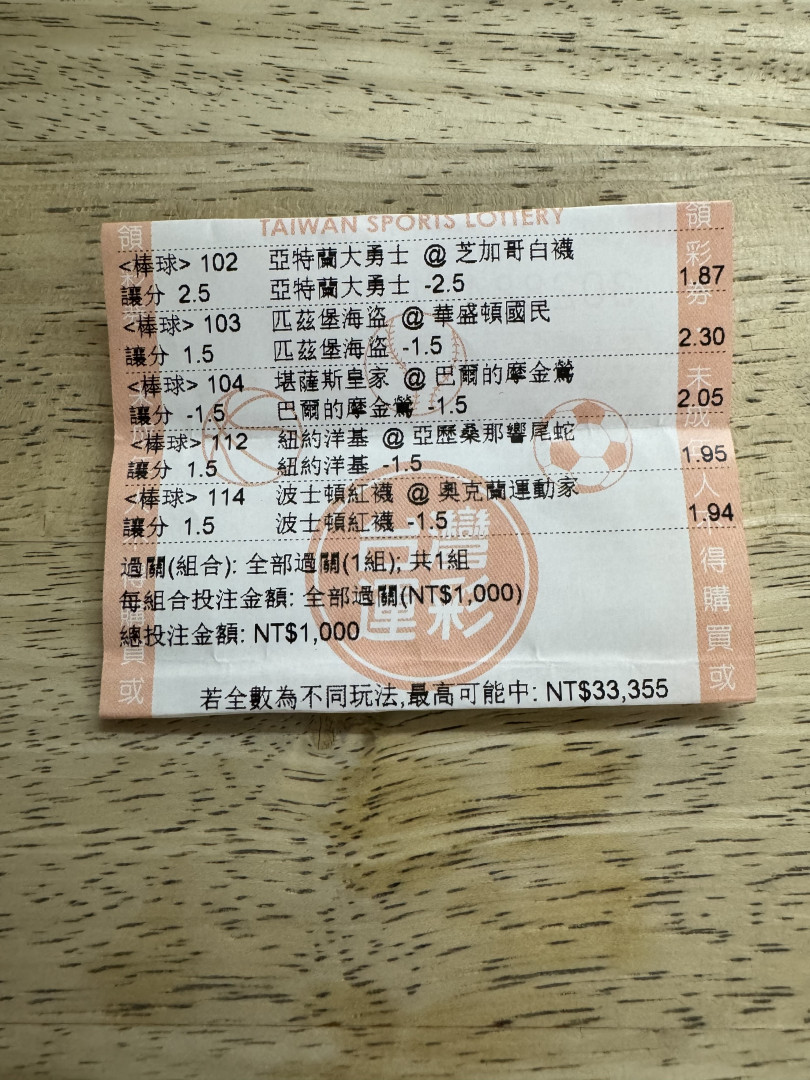 TAIWAN SPORTS LOTTERY
<棒球> 102 亞特蘭大勇士 @ 芝加哥白襪
讓分 2.5 亞特蘭大勇士 -2.5 1.87
<棒球> 103 匹茲堡海盜 @ 華盛頓國民
讓分 1.5 匹茲堡海盜 -1.5 2.30
<棒球> 104 堪薩斯皇家 @ 巴爾的摩金鶯
讓分 -1.5 巴爾的摩金鶯 -1.5 2.05
<棒球> 112 紐約洋基 @ 亞歷桑那響尾蛇
讓分 1.5 紐約洋基 -1.5 1.95
<棒球> 114 波士頓紅襪 @ 奧克蘭運動家
讓分 1.5 波士頓紅襪 -1.5 1.94
過關(組合): 全部過關(1組); 共1組
每組合投注金額: 全部過關(NT$1,000)
總投注金額: NT$1,000
若全數為不同玩法,最高可能中: NT$33,355
台灣運彩
領彩券 未成年人不得購買或